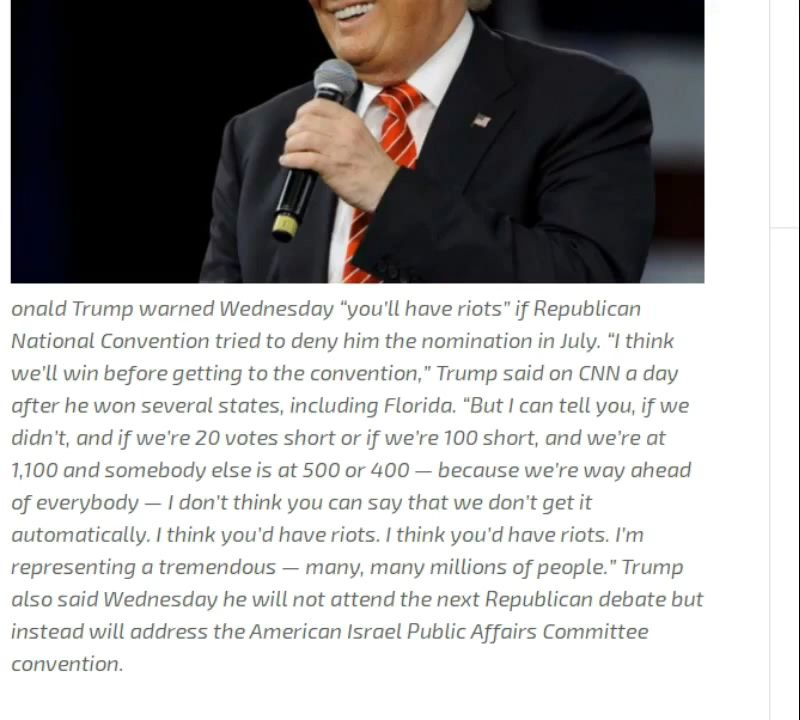 onald Trump warned Wednesday “you’ll have riots” if Republican
National Convention tried to deny him the nomination in July. “I think
we’ll win before getting to the convention,” Trump said on CNN a day
after he won several states, including Florida. “But I can tell you, if we
didn’t, and if we’re 20 votes short or if we’re 100 short, and we’re at
1,100 and somebody else is at 500 or 400 — because we’re way ahead
of everybody — I don’t think you can say that we don’t get it
automatically. I think you’d have riots. I think you’d have riots. I’m
representing a tremendous — many, many millions of people.” Trump
also said Wednesday he will not attend the next Republican debate but
instead will address the American Israel Public Affairs Committee
convention.